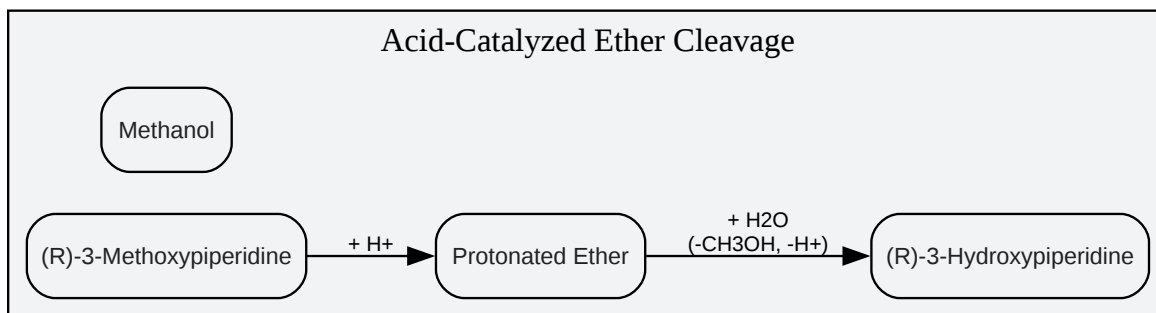 Acid-Catalyzed Ether Cleavage
Methanol
(R)-3-Methoxypiperidine
+ H+
Protonated Ether
+ H2O
(-CH3OH, -H+)
(R)-3-Hydroxypiperidine